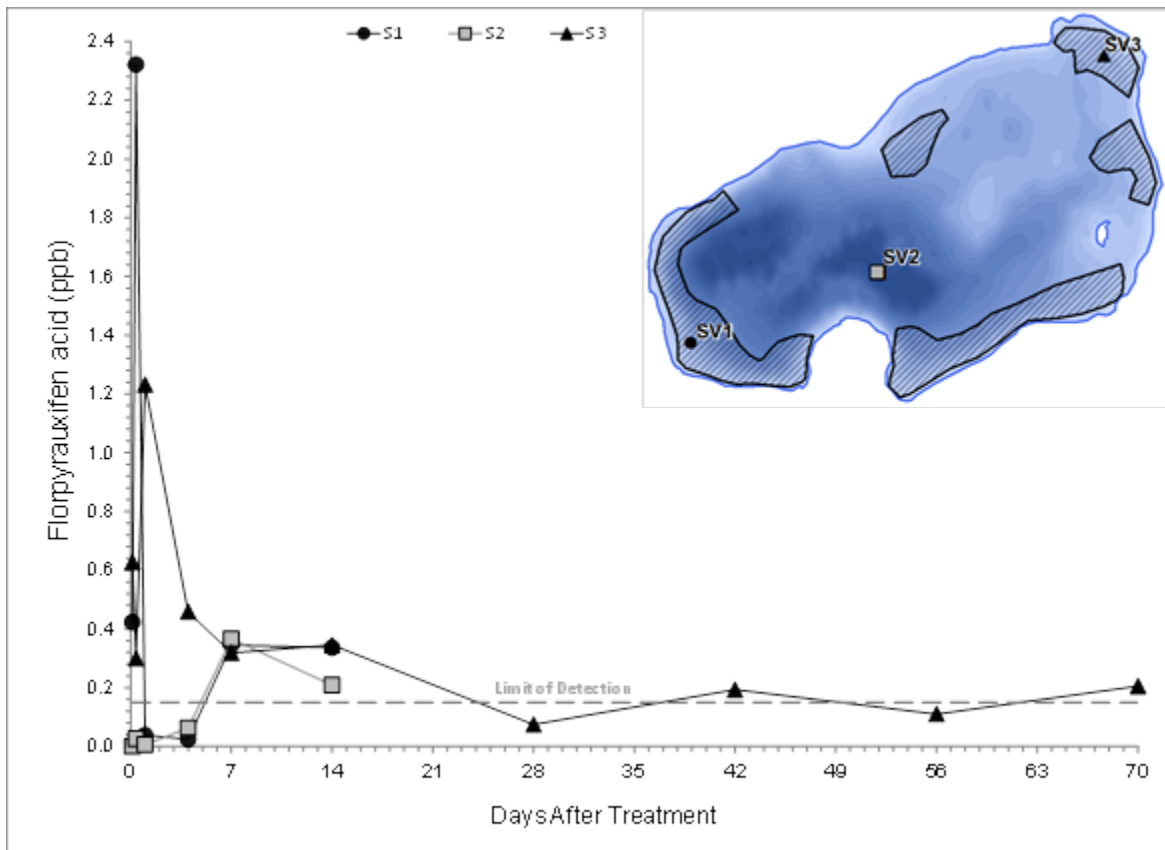 S1 S2 S3
2.4
2.2
2.0
1.8
1.6
1.4
1.2
1.0
0.8
0.6
0.4
0.2
0.0
Florpyrauxifen acid (ppb)
SV3
SV2
SV1
Limit of Detection
0 7 14 21 28 35 42 49 56 63 70
Days After Treatment